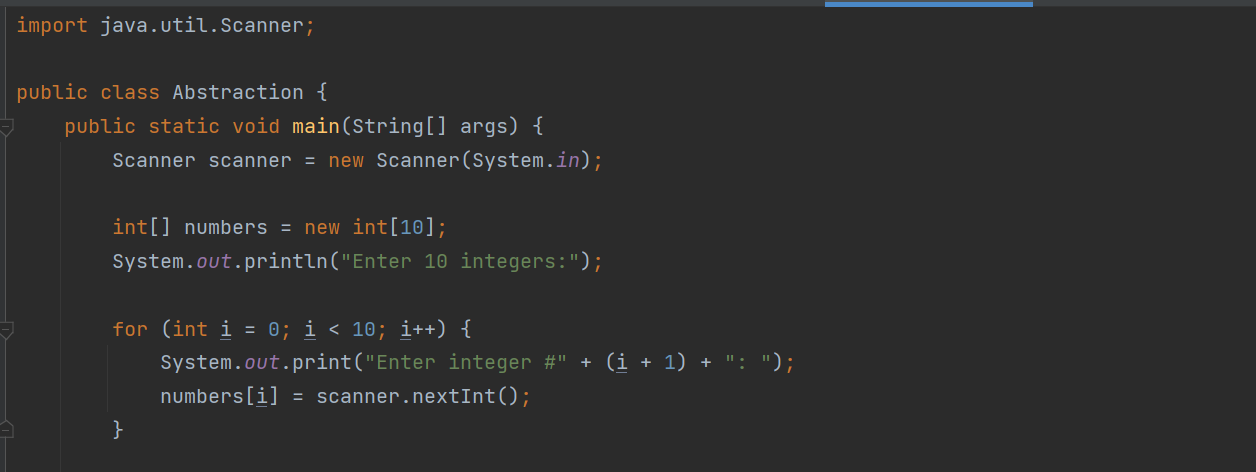 import java.util.Scanner;
public class Abstraction {
public static void main(String[] args) {
Scanner scanner = new Scanner(System.in);
int[] numbers = new int[10];
System.out.println("Enter 10 integers:");
for (int i = 0; i < 10; i++) {
System.out.print("Enter integer #" + (i + 1) + ": ");
numbers[i] = scanner.nextInt();
}